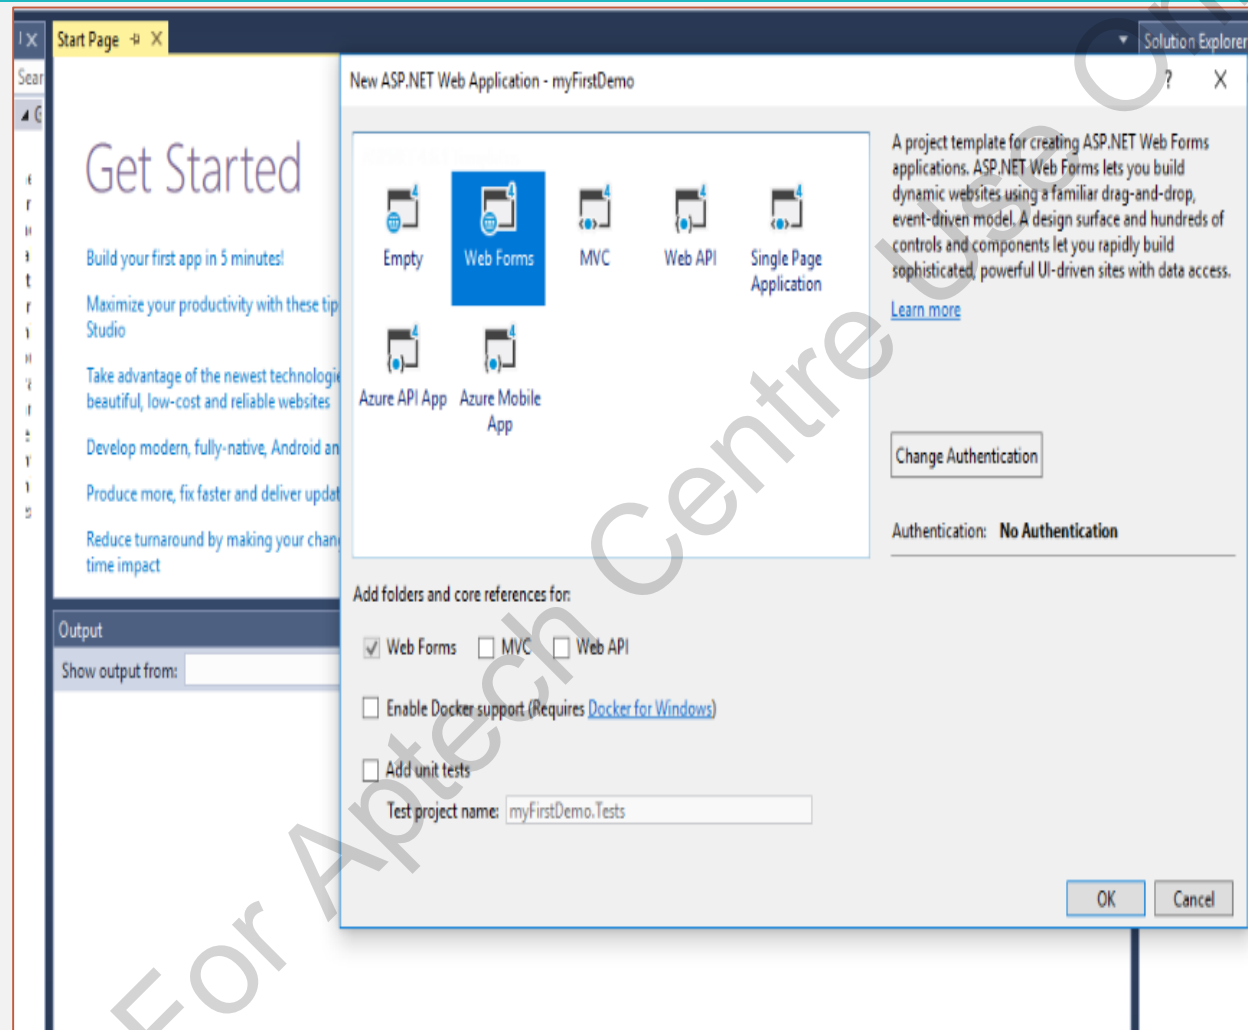 Start Page
Solution Explorer
Sear
Get Started
Build your first app in 5 minutes!
Maximize your productivity with these tip
Studio
Take advantage of the newest technologie
beautiful, low-cost and reliable websites
Develop modern, fully-native, Android an
Produce more, fix faster and deliver updat
Reduce turnaround by making your chan
time impact
Output
Show output from:
New ASP.NET Web Application - myFirstDemo
?
Empty
Web Forms
MVC
Web API
Single Page
Application
Azure API App
Azure Mobile
App
A project template for creating ASP.NET Web Forms
applications. ASP.NET Web Forms lets you build
dynamic websites using a familiar drag-and-drop,
event-driven model. A design surface and hundreds of
controls and components let you rapidly build
sophisticated, powerful UI-driven sites with data access.
Learn more
Change Authentication
Authentication: No Authentication
Add folders and core references for:
Web Forms MVC Web API
Enable Docker support (Requires Docker for Windows)
Add unit tests
Test project name: myFirstDemo.Tests
OK Cancel
For Aptech Centre Use